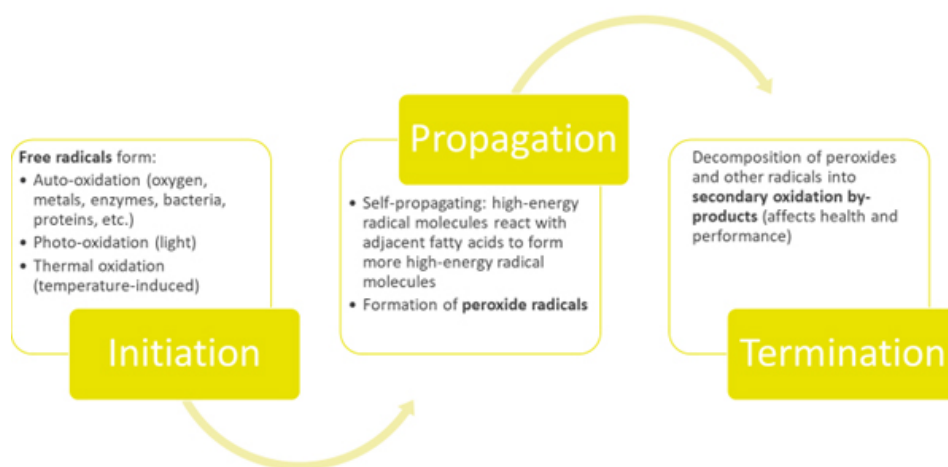 Free radicals form:
• Auto-oxidation (oxygen,
metals, enzymes, bacteria,
proteins, etc.)
• Photo-oxidation (light)
• Thermal oxidation
(temperature-induced)
Initiation
Propagation
• Self-propagating: high-energy
radical molecules react with
adjacent fatty acids to form
more high-energy radical
molecules
• Formation of peroxide radicals
Decomposition of peroxides
and other radicals into
secondary oxidation by-
products (affects health and
performance)
Termination